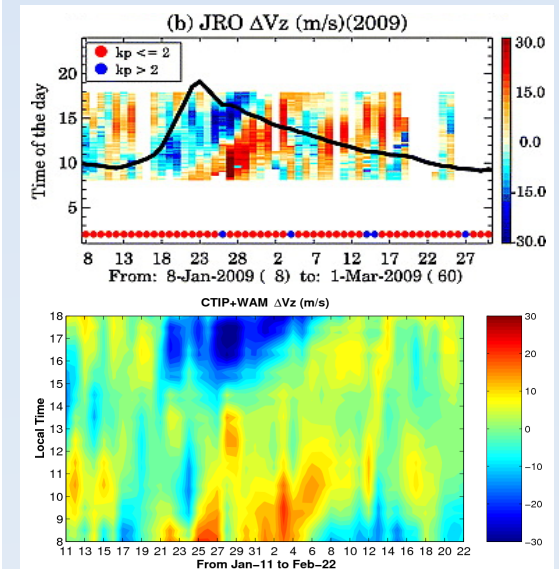 (b) JRO ΔVz (m/s)(2009)
kp <= 2
kp > 2
Time of the day
20
15
10
5
8 13 18 23 28 2 7 12 17 22 27
From: 8-Jan-2009 ( 8) to: 1-Mar-2009 ( 60)
30.0
15.0
0.0
-15.0
-30.0
CTIP+WAM ΔVz (m/s)
Local Time
18
17
16
15
14
13
12
11
10
9
8
11 13 15 17 19 21 23 25 27 29 31 2 4 6 8 10 12 14 16 18 20 22
From Jan-11 to Feb-22
30
20
10
0
-10
-20
-30